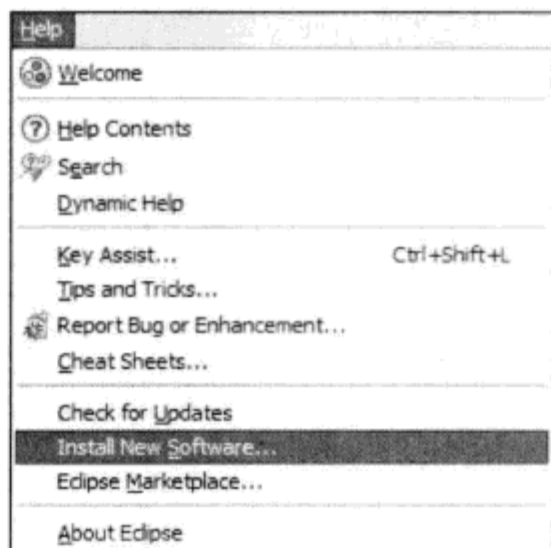 Help
Welcome
Help Contents
Search
Dynamic Help
Key Assist... Ctrl+Shift+L
Tips and Tricks...
Report Bug or Enhancement...
Cheat Sheets...
Check for Updates
Install New Software...
Eclipse Marketplace...
About Eclipse